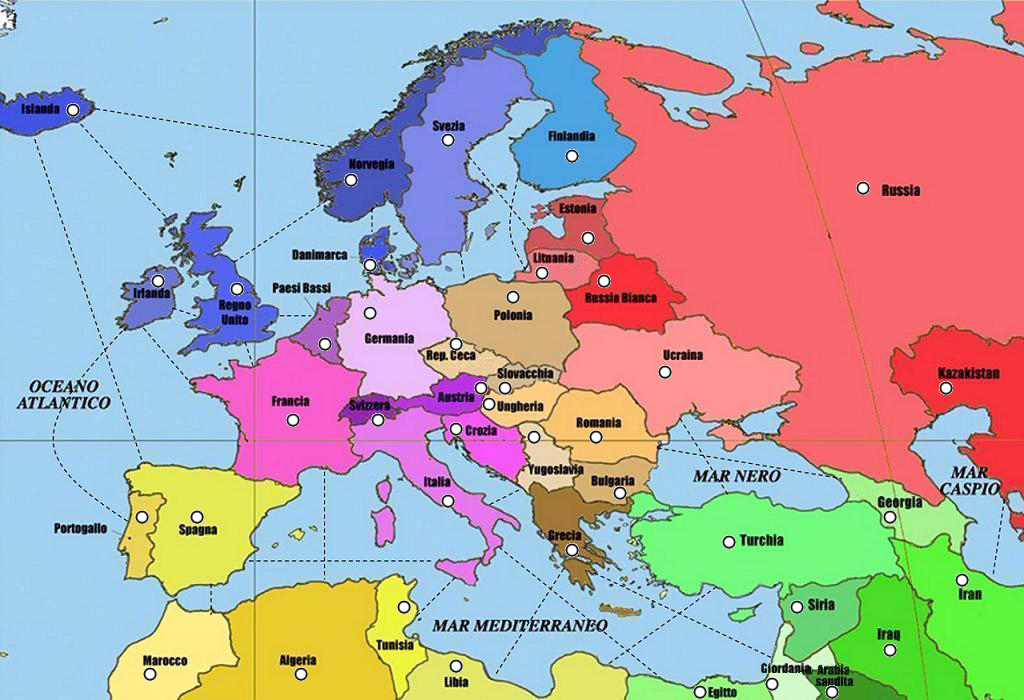 Islanda
Svezia
Finlandia
Norvegia
Russia
Estonia
Danimarca
Lituania
Paesi Bassi
Irlanda
Regno
Unito
Russia Bianca
Polonia
Germania
Rep. Ceca
Ucraina
Slovacchia
Kazakistan
OCEANO
ATLANTICO
Francia
Svizzera
Austria
Ungheria
Romania
Crozia
Yugoslavia
MAR NERO
MAR
CASPIO
Italia
Bulgaria
Georgia
Portogallo
Spagna
Grecia
Turchia
Iran
Siria
MAR MEDITERRANEO
Iraq
Tunisia
Marocco
Algeria
Libia
Giordania
Arabia
saudita
Egitto